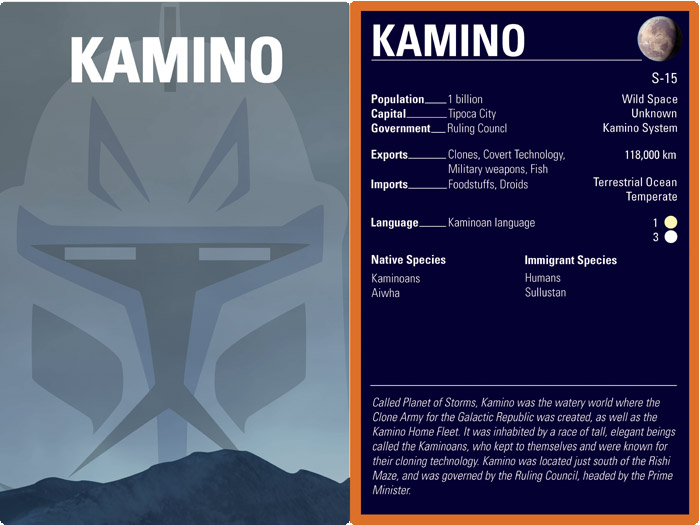 KAMINO
KAMINO
S-15
Population 1 billion
Wild Space
Capital Tipoca City
Unknown
Government Ruling Councl
Kamino System
Exports Clones, Covert Technology,
118,000 km
Military weapons, Fish
Imports Foodstuffs, Droids
Terrestrial Ocean
Temperate
Language Kaminoan language
1
3
Native Species
Immigrant Species
Kaminoans
Humans
Aiwha
Sullustan
Called Planet of Storms, Kamino was the watery world where the
Clone Army for the Galactic Republic was created, as well as the
Kamino Home Fleet. It was inhabited by a race of tall, elegant beings
called the Kaminoans, who kept to themselves and were known for
their cloning technology. Kamino was located just south of the Rishi
Maze, and was governed by the Ruling Council, headed by the Prime
Minister.